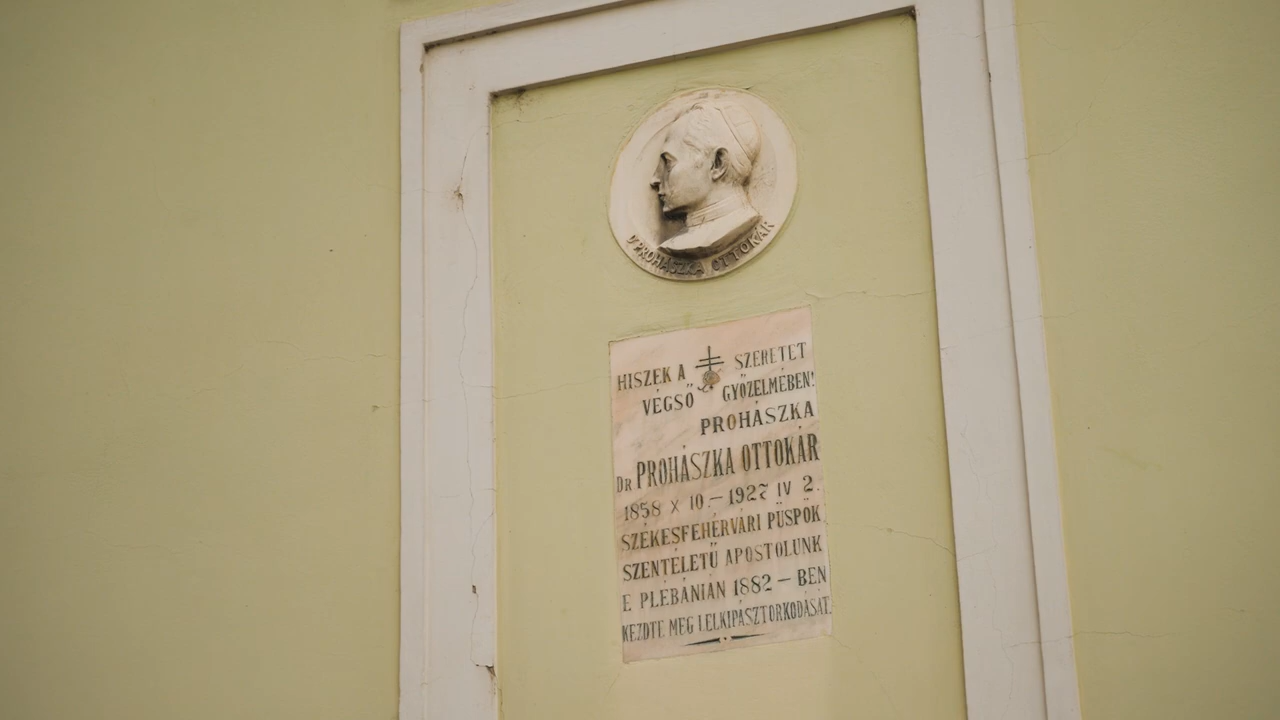 Dr PROHÁSZKA OTTOKÁR
HISZEK A SZERETET
VÉGSŐ GYŐZELMÉBEN!
PROHÁSZKA
DR PROHÁSZKA OTTOKÁR
1858 X 10.– 1927 IV 2.
SZÉKESFEHÉRVÁRI PÜSPÖK
SZENTÉLETŰ APOSTOLUNK
E PLÉBÁNIÁN 1882 – BEN
KEZDTE MEG LELKIPÁSZTORKODÁSÁT.